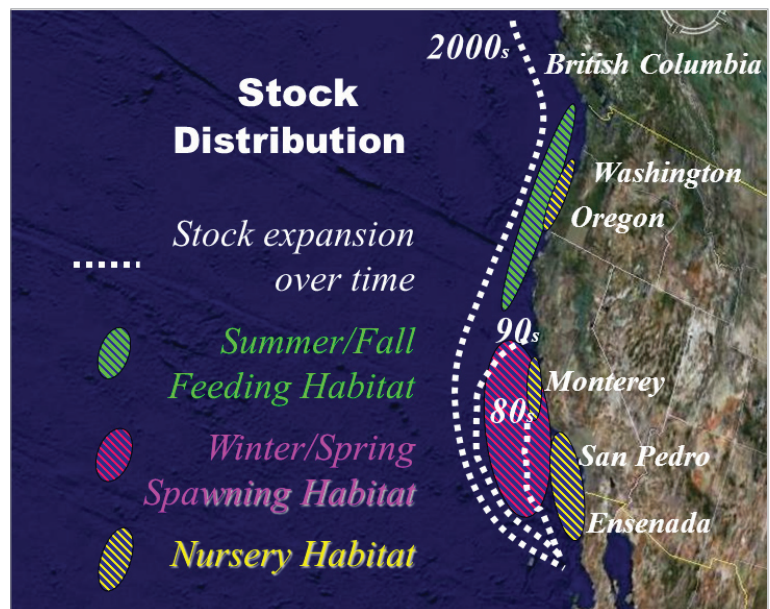 2000s
British Columbia
Stock
Distribution
Washington
Oregon
Stock expansion
over time
90s
Summer/Fall
Feeding Habitat
Monterey
80s
Winter/Spring
Spawning Habitat
San Pedro
Ensenada
Nursery Habitat